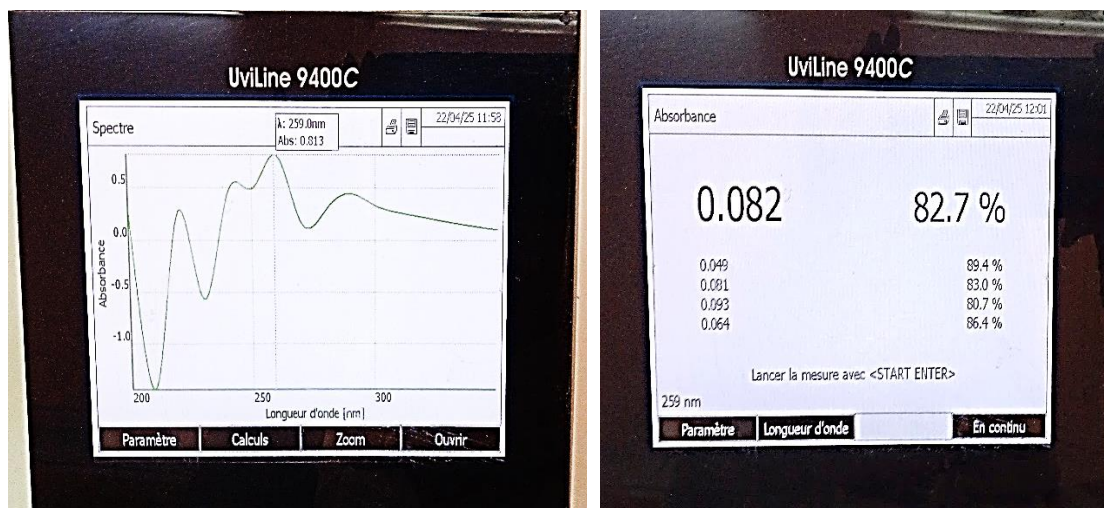 UviLine 9400C
Spectre
λ: 259.0nm
Abs: 0.813
22/04/25 11:58
0.5
0.0
-0.5
-1.0
Absorbance
200 250 300
Longueur d'onde [nm]
Paramètre Calculs Zoom Ouvrir
UviLine 9400C
Absorbance
22/04/25 12:01
0.082 82.7 %
0.049 89.4 %
0.081 83.0 %
0.093 80.7 %
0.064 86.4 %
Lancer la mesure avec <START ENTER>
259 nm
Paramètre Longueur d'onde En continu